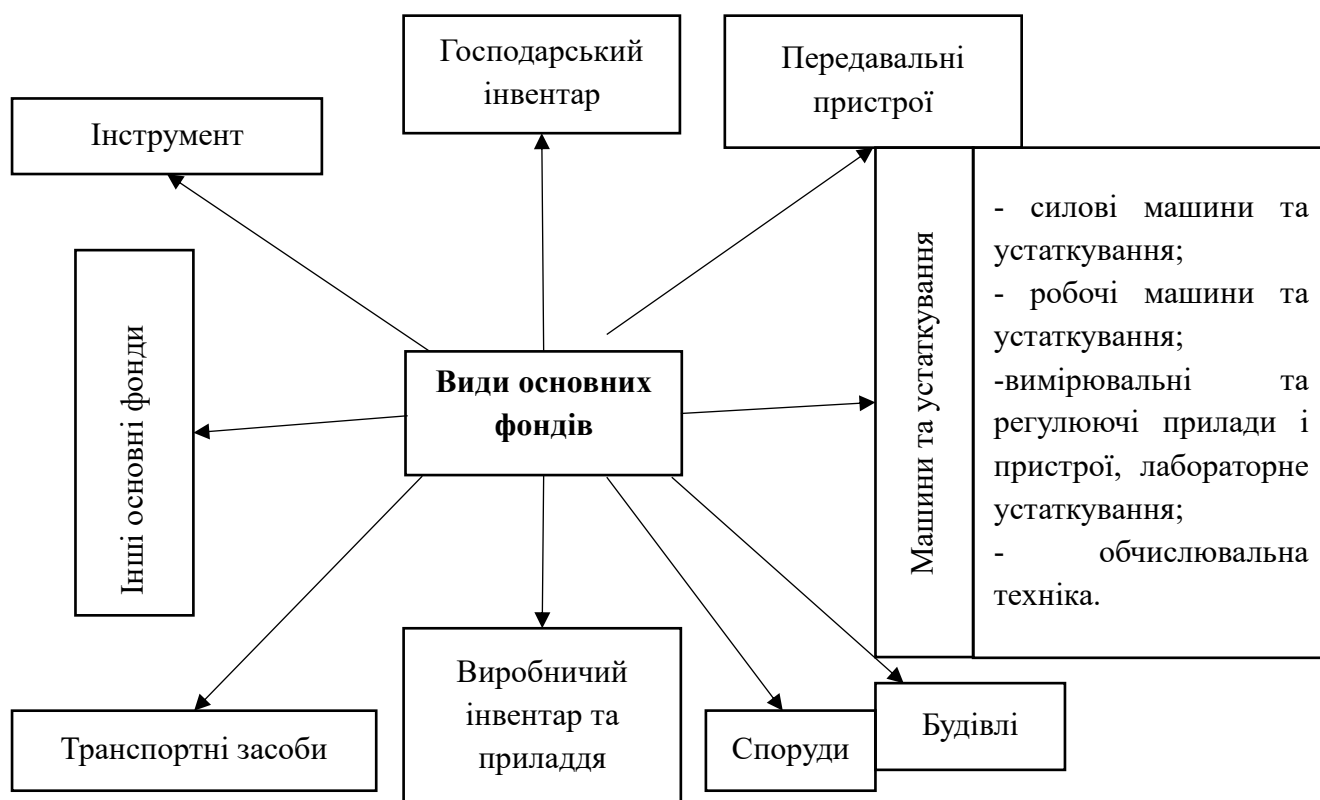 Господарський
інвентар
Передавальні
пристрої
Інструмент
Інші основні фонди
Види основних
фондів
Машини та устаткування
- силові машини та
устаткування;
- робочі машини та
устаткування;
-вимірювальні та
регулюючі прилади і
пристрої, лабораторне
устаткування;
- обчислювальна
техніка.
Транспортні засоби
Виробничий
інвентар та
приладдя
Споруди
Будівлі